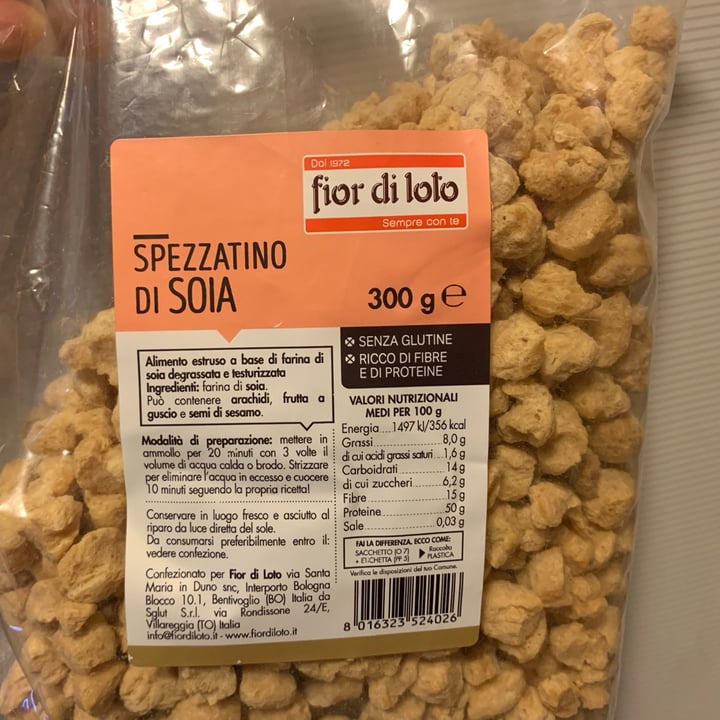 Dal 1972
fior di loto
Sempre con te
SPEZZATINO
DI SOIA
300 g e
SENZA GLUTINE
RICCO DI FIBRE
E DI PROTEINE
Alimento estruso a base di farina di
soia degrassata e testurizzata
Ingredienti: farina di soia.
Può contenere arachidi, frutta a
guscio e semi di sesamo.
Modalità di preparazione: mettere in
ammollo per 20 minuti con 3 volte il
volume di acqua calda o brodo. Strizzare
per eliminare l'acqua in eccesso e cuocere
10 minuti seguendo la propria ricetta!
Conservare in luogo fresco e asciutto al
riparo da luce diretta del sole.
Da consumarsi preferibilmente entro il:
vedere confezione.
Confezionato per Fior di Loto via Santa
Maria in Duno snc, Interporto Bologna
Blocco 10.1, Bentivoglio (BO) Italia da
Sglut S.r.l. via Rondissone 24/E,
Villareggia (TO) Italia
info@fiordiloto.it - www.fiordiloto.it
VALORI NUTRIZIONALI
MEDI PER 100 g
Energia.....1497 kJ/356 kcal
Grassi..........................8,0 g
di cui acidi grassi saturi...1,6 g
Carboidrati...................14 g
di cui zuccheri..............6,2 g
Fibre............................15 g
Proteine.......................50 g
Sale...........................0,03 g
FAI LA DIFFERENZA. ECCO COME:
SACCHETTO (O 7)
+ ETICHETTA (PP 5)
Raccolta
PLASTICA
Verifica le disposizioni del tuo Comune.
8 016323 524026